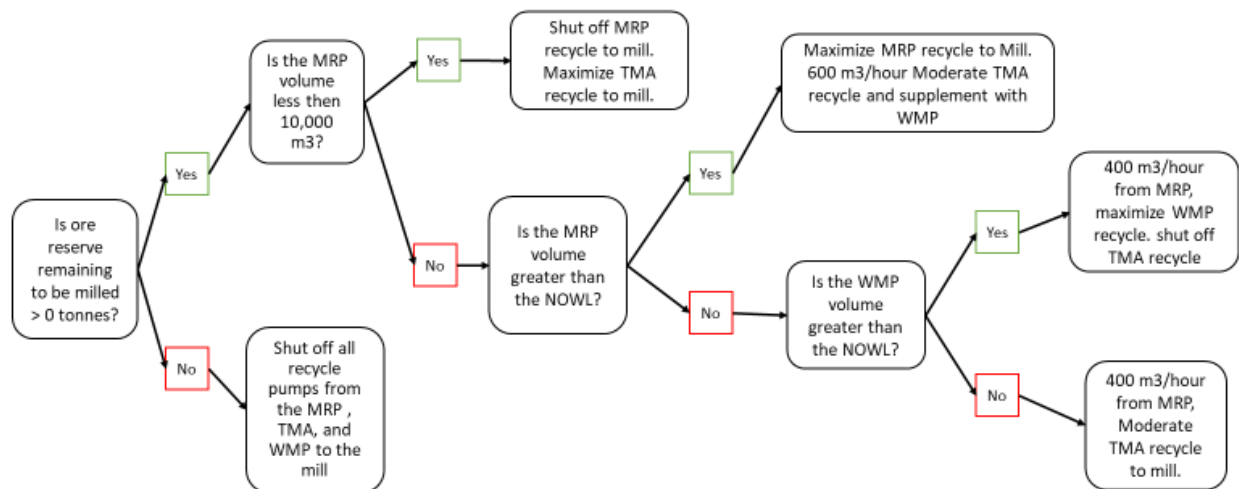 Is ore
reserve
remaining
to be milled
> 0 tonnes?
Yes
No
Is the MRP
volume
less then
10,000
m3?
Shut off all
recycle
pumps from
the MRP ,
TMA, and
WMP to the
mill
Yes
No
Shut off MRP
recycle to mill.
Maximize TMA
recycle to mill.
Is the MRP
volume
greater than
the NOWL?
Yes
No
Maximize MRP recycle to Mill.
600 m3/hour Moderate TMA
recycle and supplement with
WMP
Is the WMP
volume
greater than
the NOWL?
Yes
No
400 m3/hour
from MRP,
maximize WMP
recycle. shut off
TMA recycle
400 m3/hour
from MRP,
Moderate
TMA recycle
to mill.